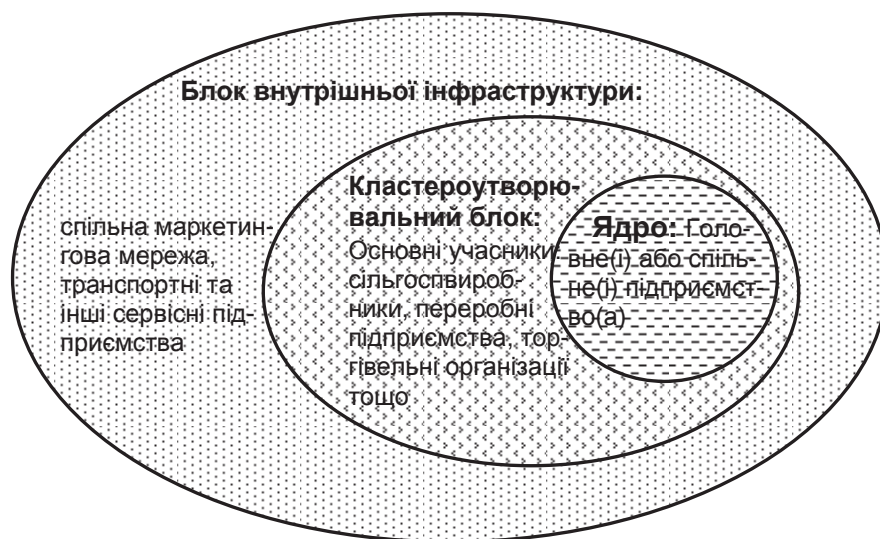 Блок внутрішньої інфраструктури:
спільна маркетин-
гова мережа,
транспортні та
інші сервісні під-
приємства
Кластероутворю-
вальний блок:
Основні учасники:
сільгоспвироб-
ники, переробні
підприємства, тор-
гівельні організації
тощо
Ядро: Голо-
вне(і) або спіль-
не(і) підприємст-
во(а)